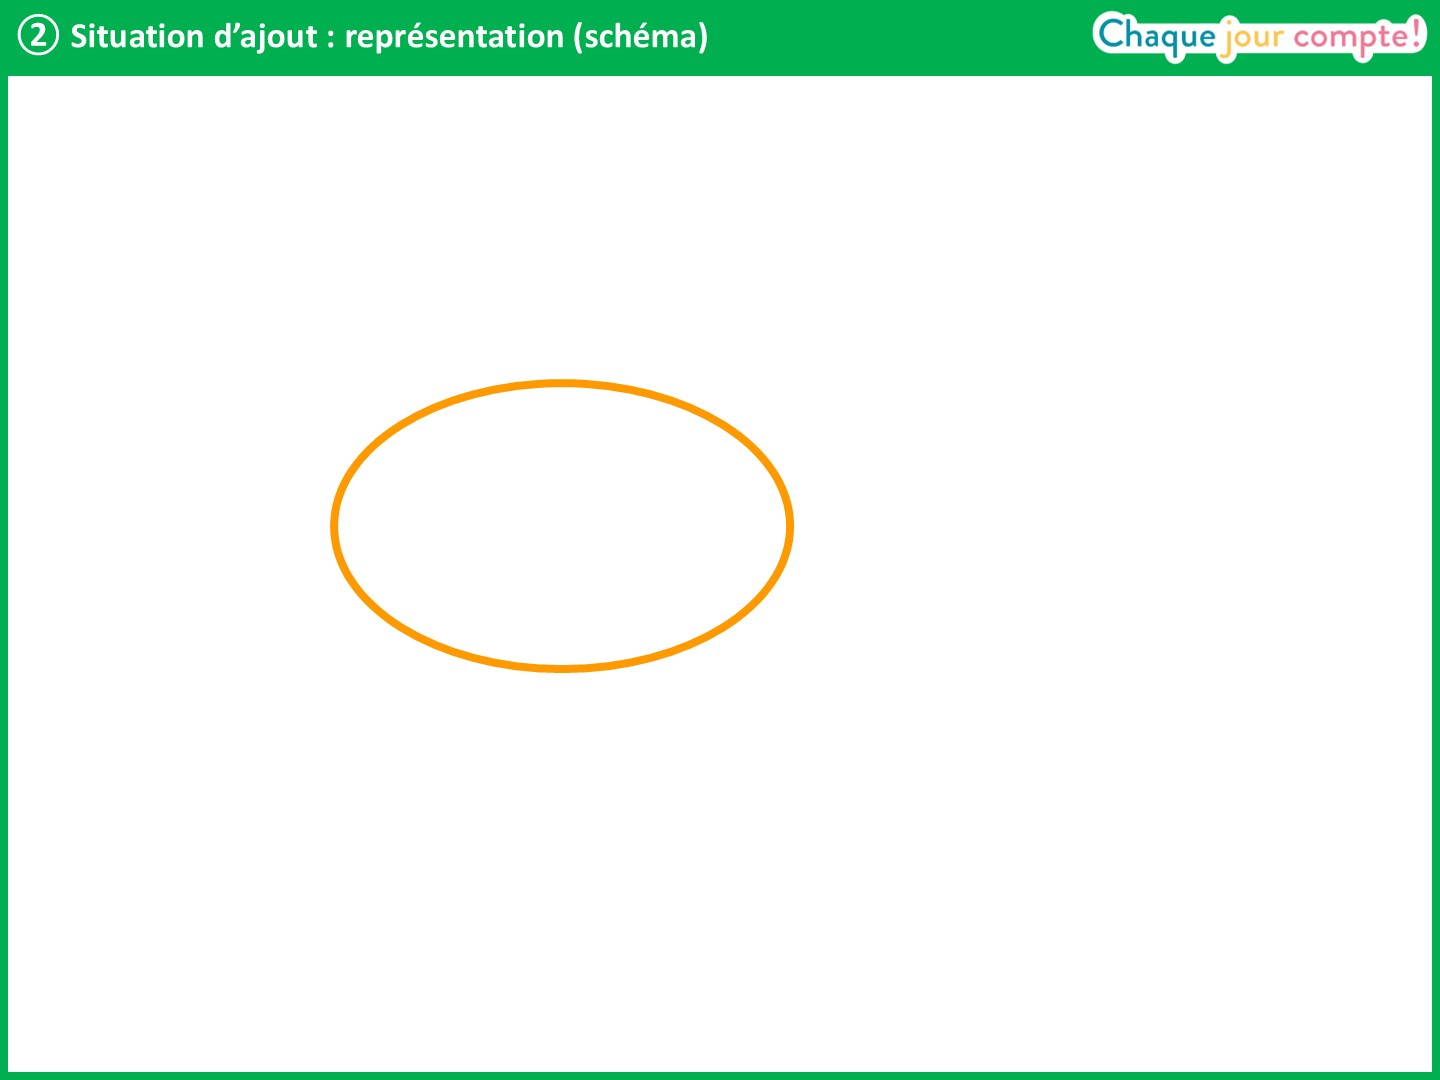 ② Situation d’ajout : représentation (schéma)
Chaque jour compte!